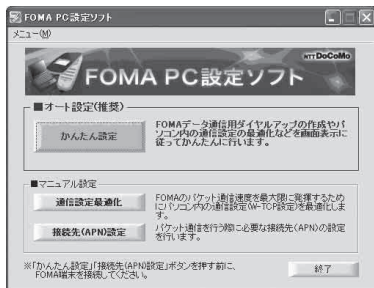 FOMA PC設定ソフト
メニュー(M)
NTT DoCoMo
FOMA PC設定ソフト
■オート設定(推奨)
かんたん設定
FOMAデータ通信用ダイヤルアップの作成やパ
ソコン内の通信設定の最適化などを画面表示に
従ってかんたんに行います。
■マニュアル設定
通信設定最適化
FOMAのパケット通信速度を最大限に発揮するため
にパソコン内の通信設定(W-TCP設定)を最適化しま
す。
接続先(APN)設定
パケット通信を行う際に必要な接続先(APN)の設定
を行います。
※「かんたん設定」「接続先(APN)設定」ボタンを押す前に、
FOMA端末を接続してください。
終了